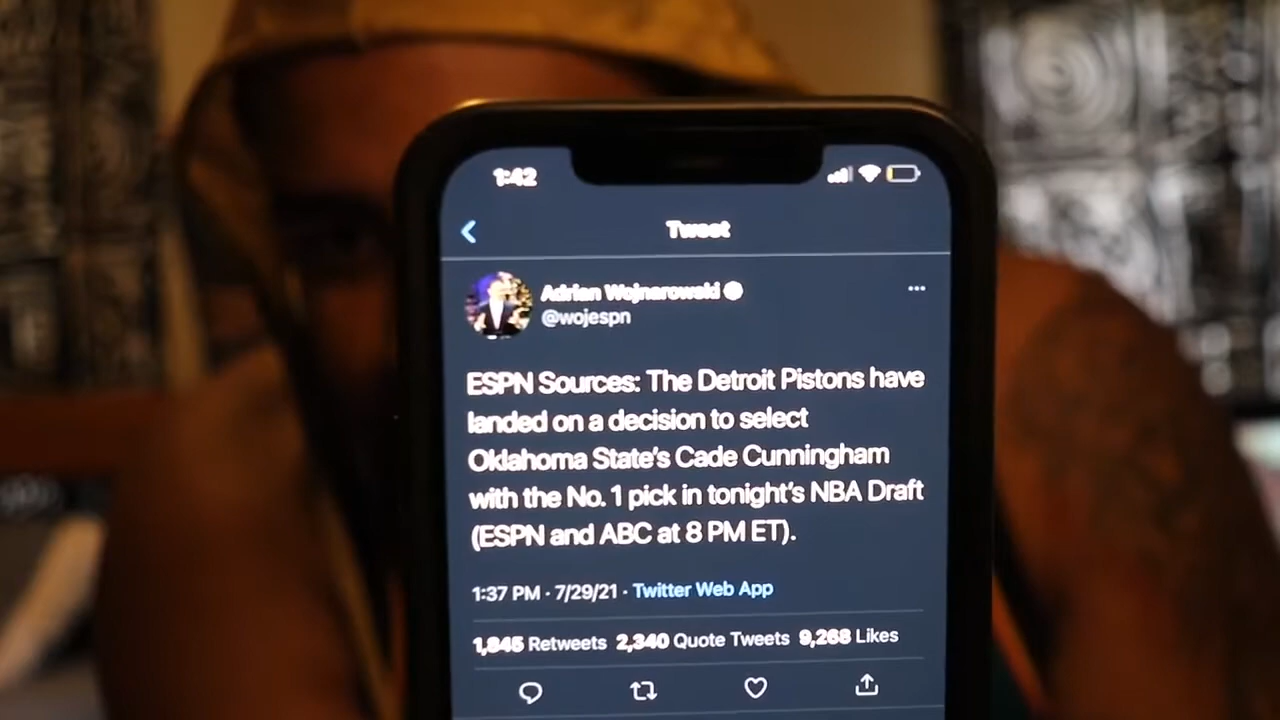 1:42
Tweet
Adrian Wojnarowski
@wojespn
ESPN Sources: The Detroit Pistons have
landed on a decision to select
Oklahoma State's Cade Cunningham
with the No. 1 pick in tonight's NBA Draft
(ESPN and ABC at 8 PM ET).
1:37 PM · 7/29/21 · Twitter Web App
1,845 Retweets 2,340 Quote Tweets 9,268 Likes